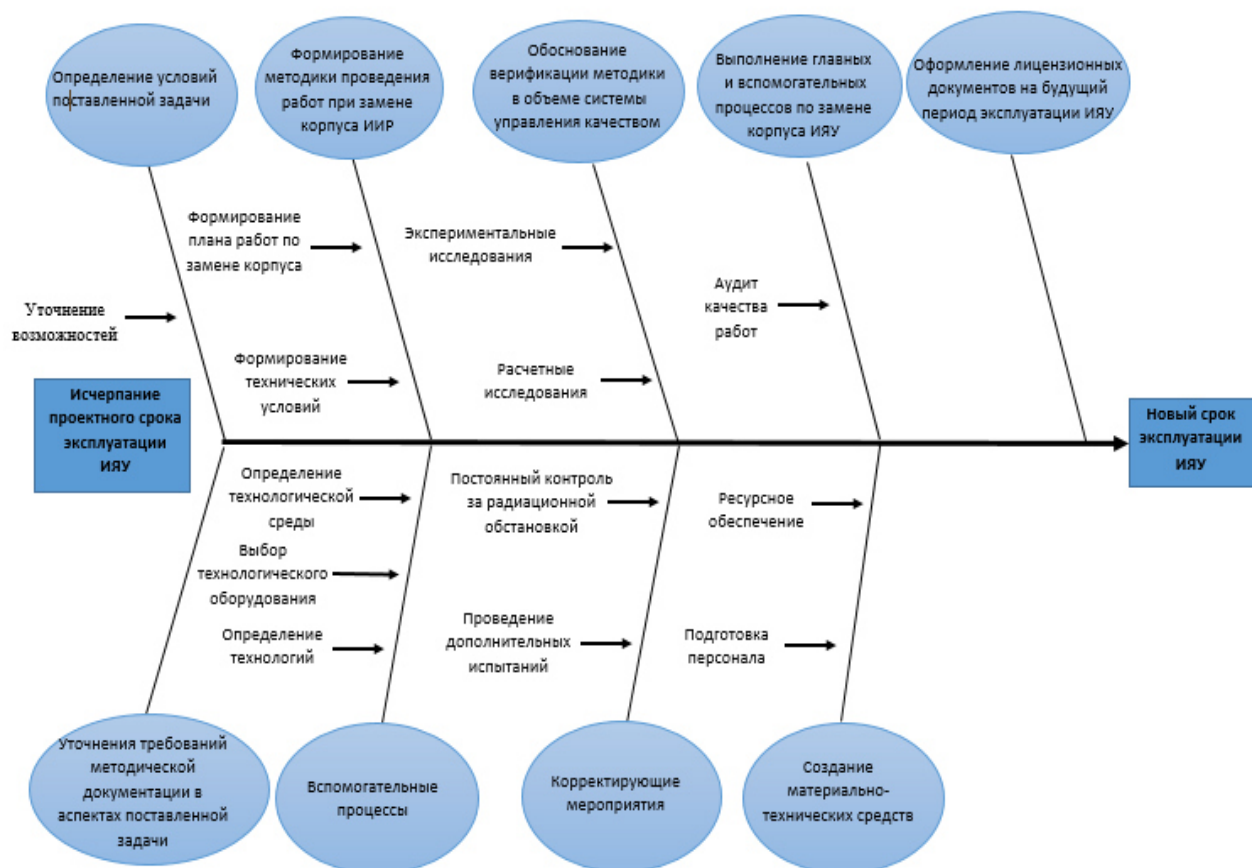 Определение условий
поставленной задачи
Формирование
методики проведения
работ при замене
корпуса ИИР
Обоснование
верификации методики
в объеме системы
управления качеством
Выполнение главных
и вспомогательных
процессов по замене
корпуса ИЯУ
Оформление лицензионных
документов на будущий
период эксплуатации ИЯУ
Формирование
плана работ по
замене корпуса
Экспериментальные
исследования
Аудит
качества
работ
Уточнение
возможностей
Формирование
технических
условий
Расчетные
исследования
Исчерпание
проектного срока
эксплуатации
ИЯУ
Новый срок
эксплуатации
ИЯУ
Определение
технологической
среды
Постоянный контроль
за радиационной
обстановкой
Ресурсное
обеспечение
Выбор
технологического
оборудования
Определение
технологий
Проведение
дополнительных
испытаний
Подготовка
персонала
Уточнения требований
методической
документации в
аспектах поставленной
задачи
Вспомогательные
процессы
Корректирующие
мероприятия
Создание
материально-
технических средств